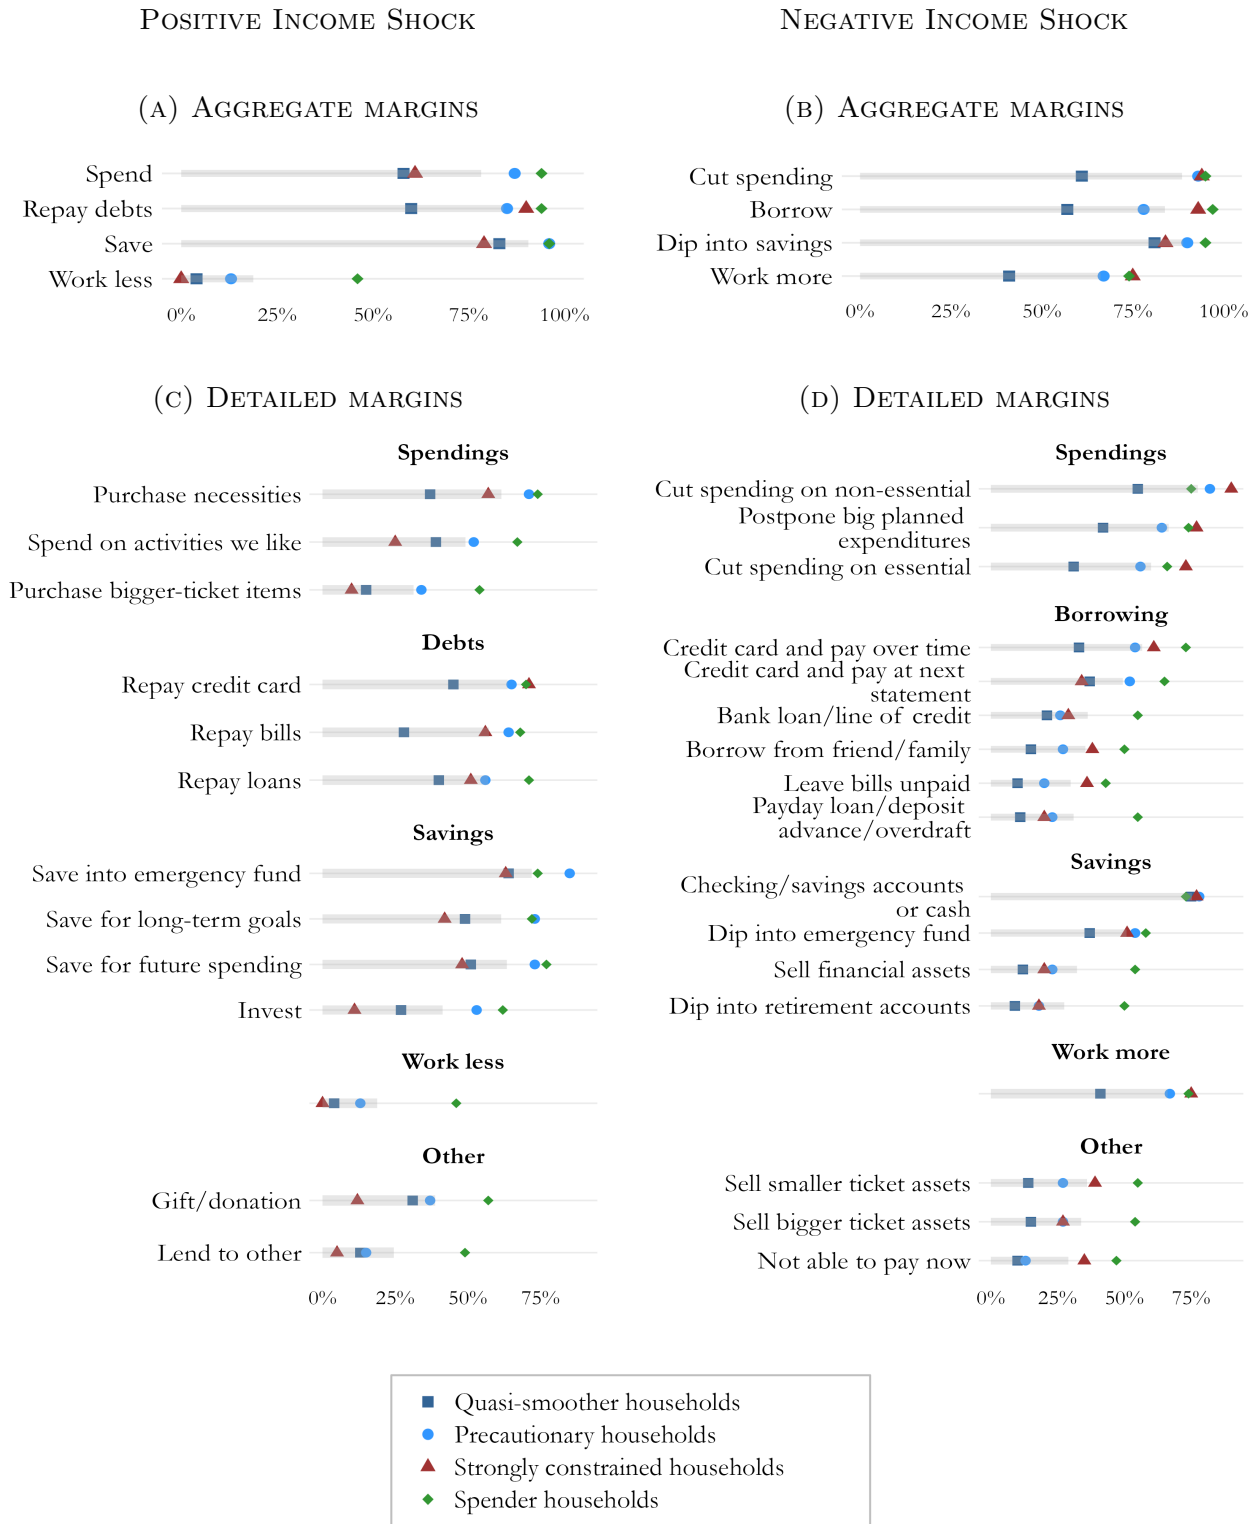 POSITIVE INCOME SHOCK
(A) AGGREGATE MARGINS
Spend
Repay debts
Save
Work less
0% 25% 50% 75% 100%
NEGATIVE INCOME SHOCK
(B) AGGREGATE MARGINS
Cut spending
Borrow
Dip into savings
Work more
0% 25% 50% 75% 100%
(C) DETAILED MARGINS
Spendings
Purchase necessities
Spend on activities we like
Purchase bigger-ticket items
Debts
Repay credit card
Repay bills
Repay loans
Savings
Save into emergency fund
Save for long-term goals
Save for future spending
Invest
Work less
Other
Gift/donation
Lend to other
0% 25% 50% 75%
(D) DETAILED MARGINS
Spendings
Cut spending on non-essential
Postpone big planned
expenditures
Cut spending on essential
Borrowing
Credit card and pay over time
Credit card and pay at next
statement
Bank loan/line of credit
Borrow from friend/family
Leave bills unpaid
Payday loan/deposit
advance/overdraft
Savings
Checking/savings accounts
or cash
Dip into emergency fund
Sell financial assets
Dip into retirement accounts
Work more
Other
Sell smaller ticket assets
Sell bigger ticket assets
Not able to pay now
0% 25% 50% 75%
Quasi-smoother households
Precautionary households
Strongly constrained households
Spender households